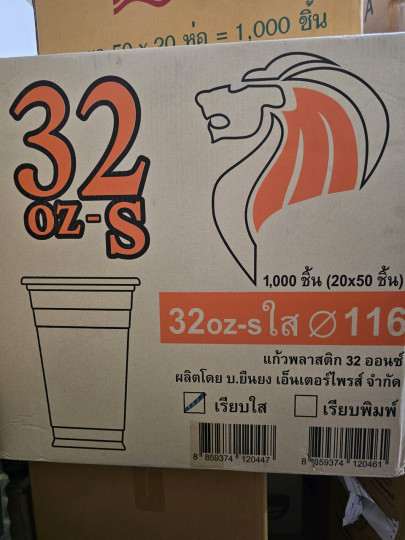 50 x 20 ห่อ = 1,000 ชิ้น
32
oz-S
1,000 ชิ้น (20x50 ชิ้น)
32oz-sใส ⌀ 116
แก้วพลาสติก 32 ออนซ์
ผลิตโดย บ.ยืนยง เอ็นเตอร์ไพรส์ จำกัด
เรียบใส เรียบพิมพ์
8 859374 120447 8 859374 120461